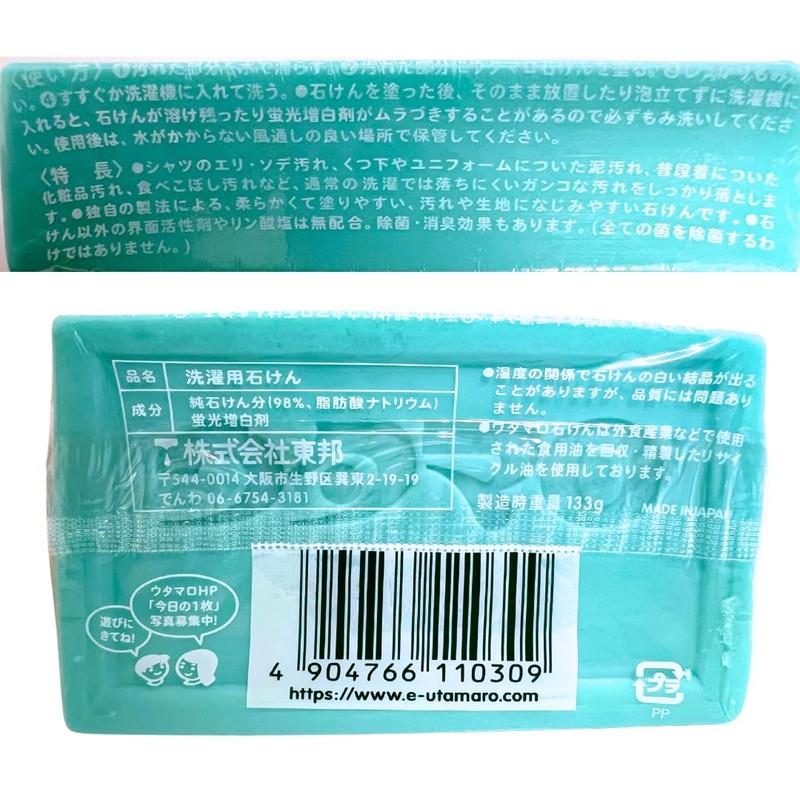 〈使い方〉❶汚れた部分を水で濡らす。❷汚れた部分にウタマロ石けんを塗る。
い。❹すすぐか洗濯機に入れて洗う。●石けんを塗った後、そのまま放置したり泡立てずに洗濯機に
入れると、石けんが溶け残ったり蛍光増白剤がムラづきすることがあるので必ずもみ洗いしてくださ
い。使用後は、水がかからない風通しの良い場所で保管してください。
〈特 長〉●シャツのエリ・ソデ汚れ、くつ下やユニフォームについた泥汚れ、普段着についた
化粧品汚れ、食べこぼし汚れなど、通常の洗濯では落ちにくいガンコな汚れをしっかり落としま
す。●独自の製法による、柔らかくて塗りやすい、汚れや生地になじみやすい石けんです。●石
けん以外の界面活性剤やリン酸塩は無配合。除菌・消臭効果もあります。(全ての菌を除菌するわ
けではありません。)
品名 洗濯用石けん
成分 純石けん分(98%、脂肪酸ナトリウム)
蛍光増白剤
株式会社東邦
〒544-0014 大阪市生野区巽東2-19-19
でんわ 06-6754-3181
●温度の関係で石けんの白い結晶が出る
ことがありますが、品質には問題あり
ません。
●ウタマロ石けんは外食産業などで使用
された食用油を回収・精製したリサイ
クル油を使用しております。
製造時重量 133g
MADE IN JAPAN
ウタマロHP
「今日の1枚」
写真募集中!
遊びに
きてね!
4 904766 110309
https://www.e-utamaro.com
プラ
PP